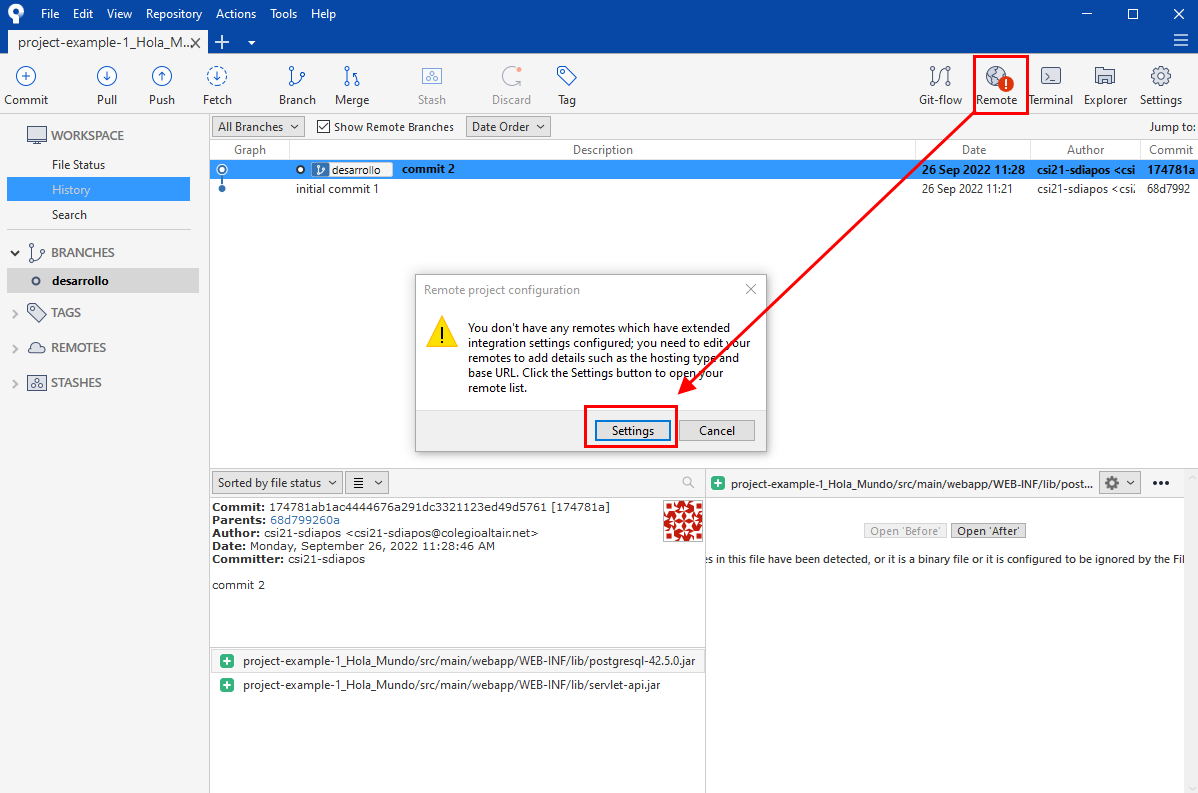 File Edit View Repository Actions Tools Help
project-example-1_Hola_M..
Commit Pull Push Fetch Branch Merge Stash Discard Tag Git-flow Remote Terminal Explorer Settings
WORKSPACE
File Status
History
Search
BRANCHES
desarrollo
TAGS
REMOTES
STASHES
All Branches Show Remote Branches Date Order Jump to:
Graph Description Date Author Commit
desarrollo commit 2 26 Sep 2022 11:28 csi21-sdiapos <csi 174781a
initial commit 1 26 Sep 2022 11:21 csi21-sdiapos <csi2 68d7992
Remote project configuration
You don't have any remotes which have extended
integration settings configured; you need to edit your
remotes to add details such as the hosting type and
base URL. Click the Settings button to open your
remote list.
Settings Cancel
Sorted by file status
Commit: 174781ab1ac4444676a291dc3321123ed49d5761 [174781a]
Parents: 68d799260a
Author: csi21-sdiapos <csi21-sdiapos@colegioaltair.net>
Date: Monday, September 26, 2022 11:28:46 AM
Committer: csi21-sdiapos
commit 2
project-example-1_Hola_Mundo/src/main/webapp/WEB-INF/lib/postgresql-42.5.0.jar
project-example-1_Hola_Mundo/src/main/webapp/WEB-INF/lib/servlet-api.jar
project-example-1_Hola_Mundo/src/main/webapp/WEB-INF/lib/post...
Open 'Before' Open 'After'
es in this file have been detected, or it is a binary file or it is configured to be ignored by the Fil